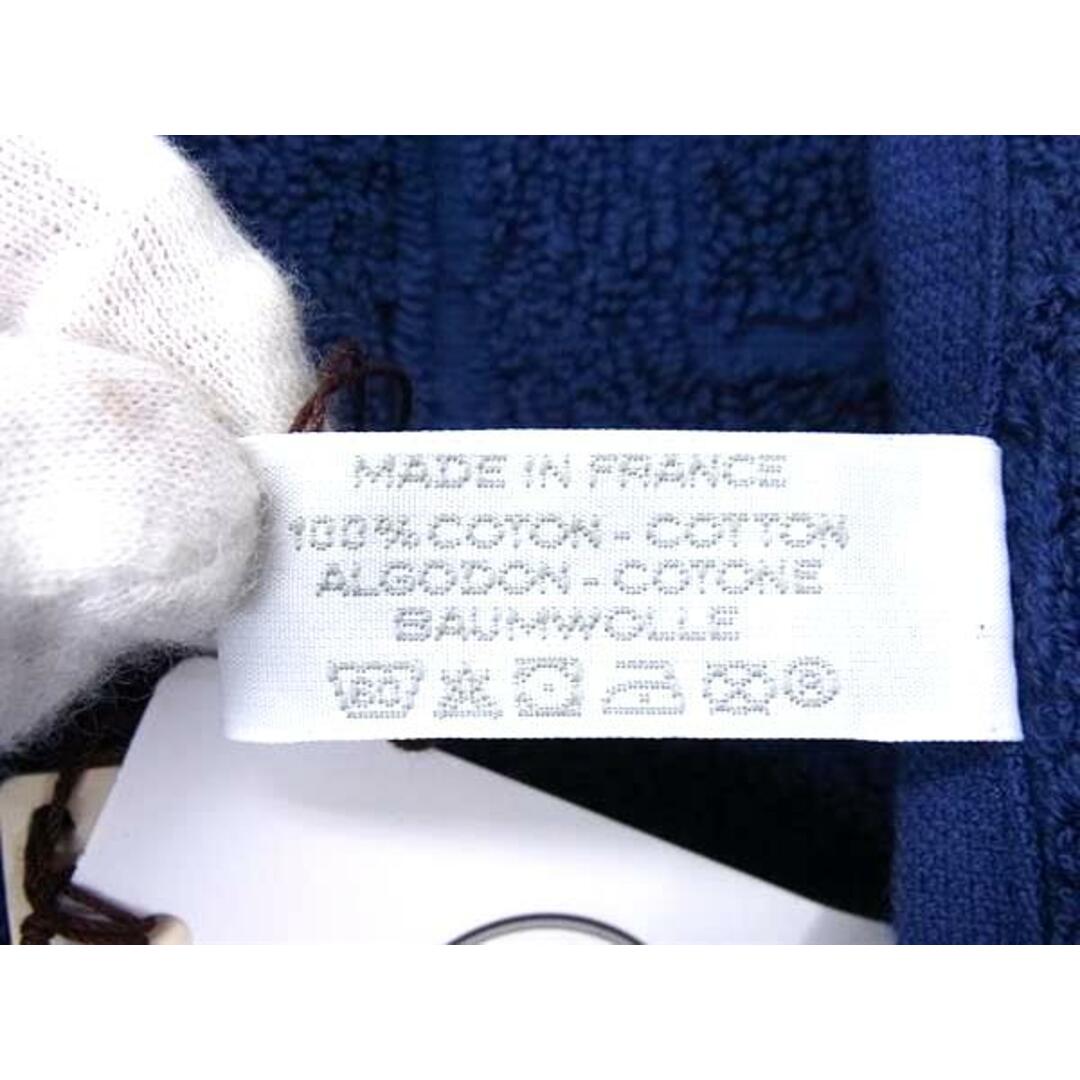 MADE IN FRANCE
100% COTON - COTTON
ALGODON - COTONE
BAUMWOLLE